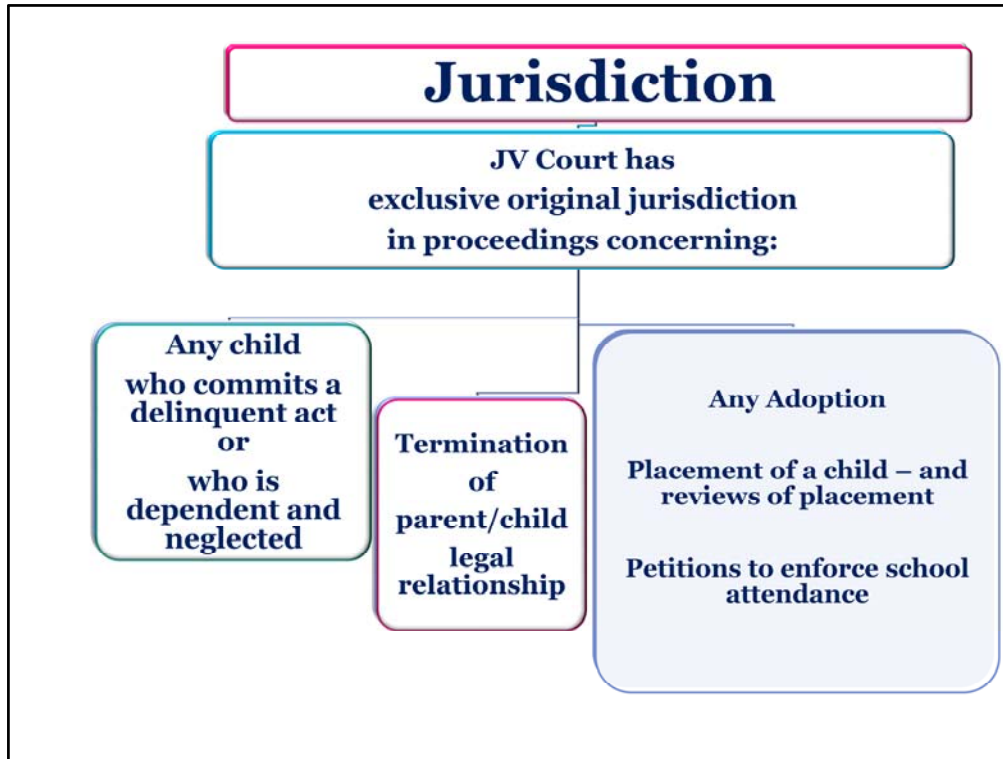 Jurisdiction
JV Court has
exclusive original jurisdiction
in proceedings concerning:
Any child
who commits a
delinquent act
or
who is
dependent and
neglected
Termination
of
parent/child
legal
relationship
Any Adoption
Placement of a child – and
reviews of placement
Petitions to enforce school
attendance